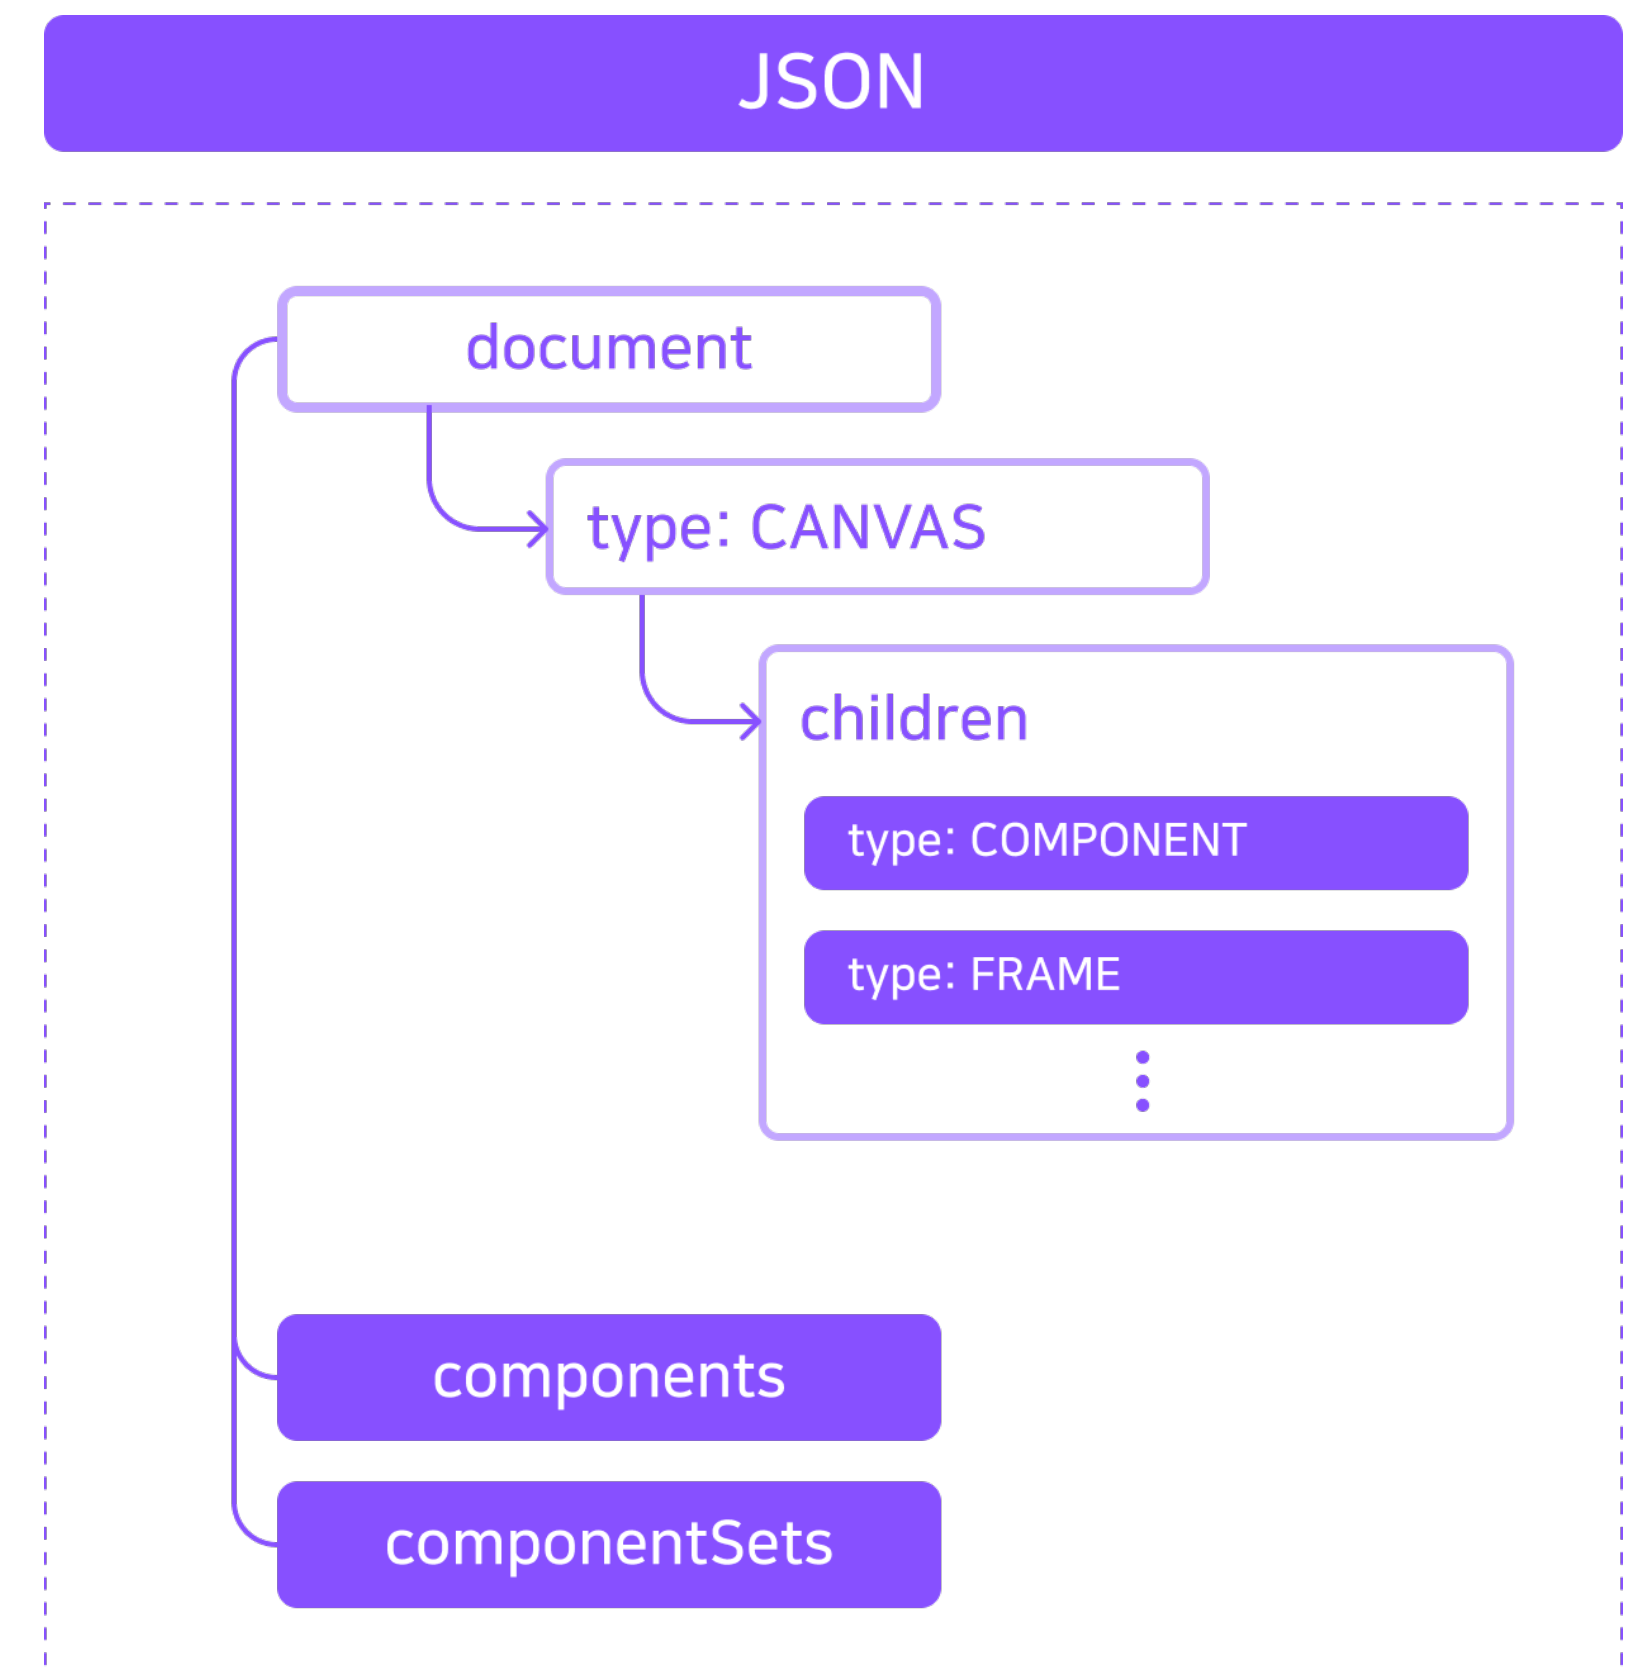 JSON
document
type: CANVAS
children
type: COMPONENT
type: FRAME
components
componentSets